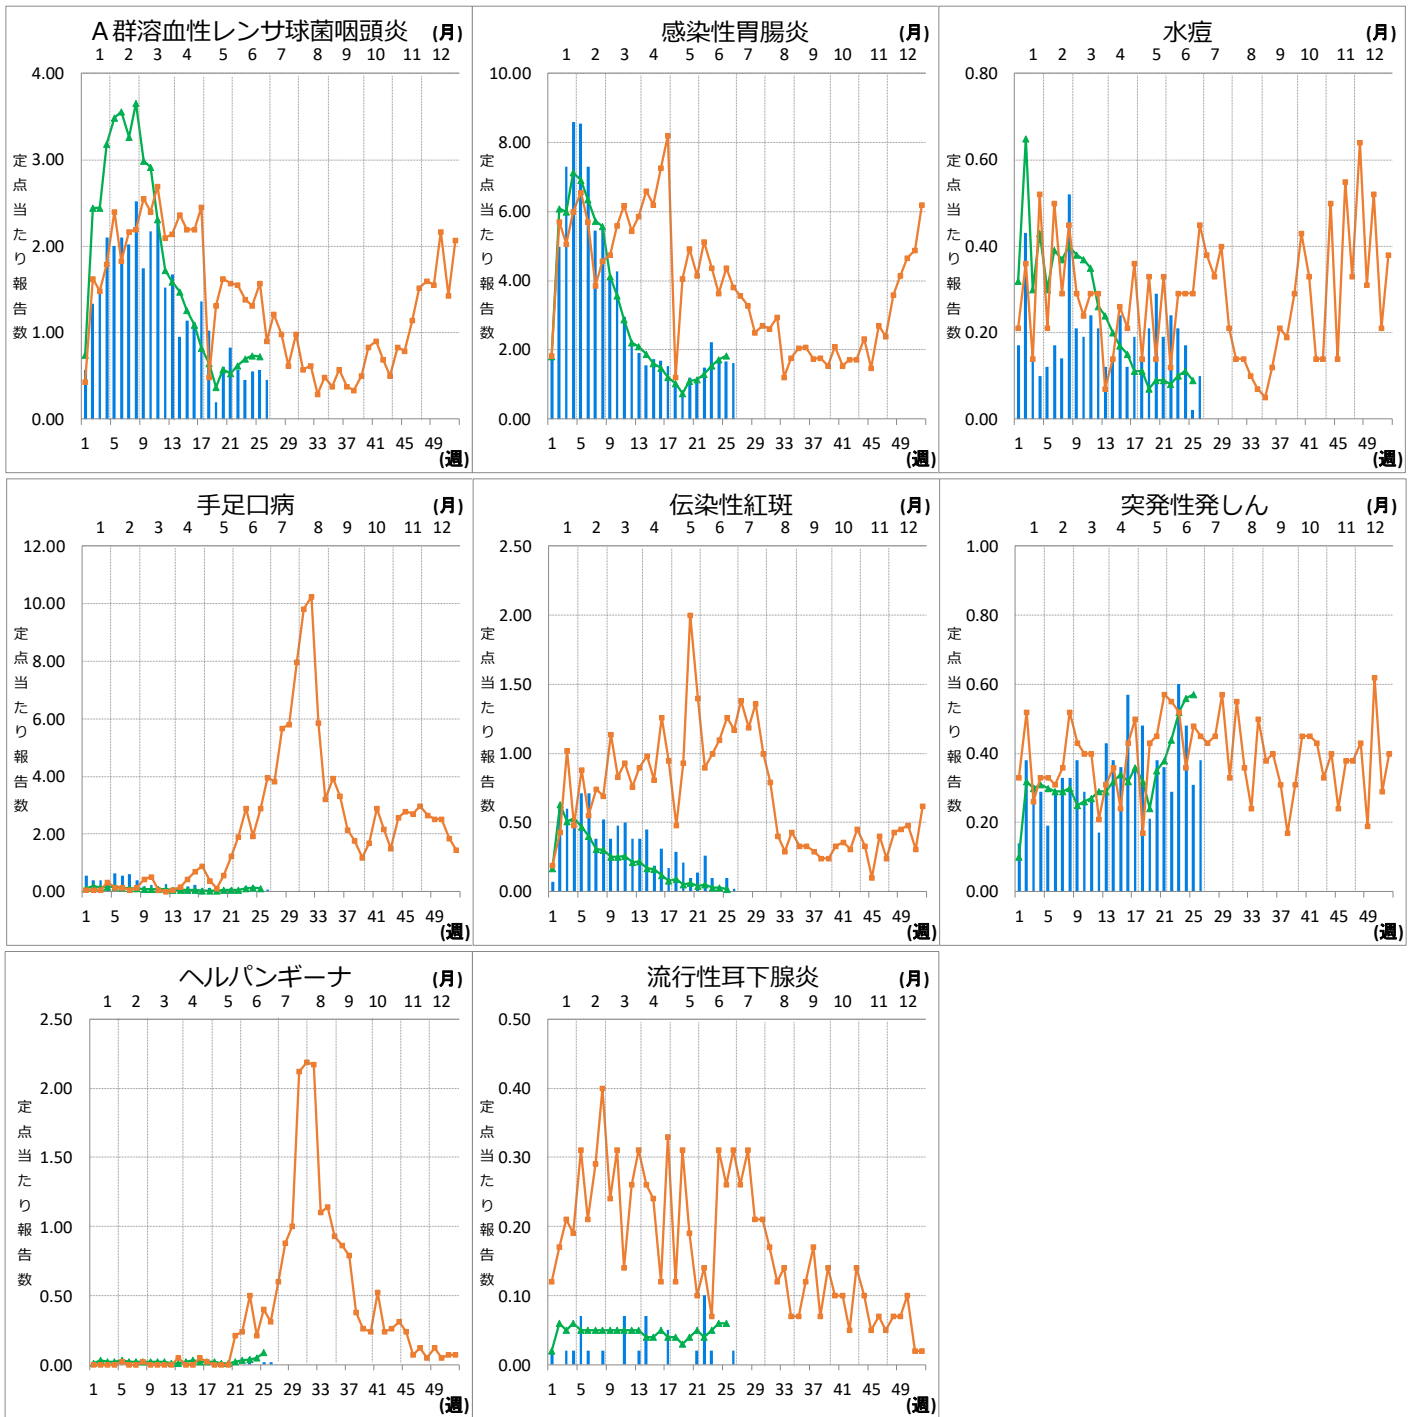 A群溶血性レンサ球菌咽頭炎 (月)
1 2 3 4 5 6 7 8 9 10 11 12
4.00
3.00
2.00
1.00
0.00
定点当たり報告数
1 5 9 13 17 21 25 29 33 37 41 45 49
(週)
感染性胃腸炎 (月)
1 2 3 4 5 6 7 8 9 10 11 12
10.00
8.00
6.00
4.00
2.00
0.00
定点当たり報告数
1 5 9 13 17 21 25 29 33 37 41 45 49
(週)
水痘 (月)
1 2 3 4 5 6 7 8 9 10 11 12
0.80
0.60
0.40
0.20
0.00
定点当たり報告数
1 5 9 13 17 21 25 29 33 37 41 45 49
(週)
手足口病 (月)
1 2 3 4 5 6 7 8 9 10 11 12
12.00
10.00
8.00
6.00
4.00
2.00
0.00
定点当たり報告数
1 5 9 13 17 21 25 29 33 37 41 45 49
(週)
伝染性紅斑 (月)
1 2 3 4 5 6 7 8 9 10 11 12
2.50
2.00
1.50
1.00
0.50
0.00
定点当たり報告数
1 5 9 13 17 21 25 29 33 37 41 45 49
(週)
突発性発しん (月)
1 2 3 4 5 6 7 8 9 10 11 12
1.00
0.80
0.60
0.40
0.20
0.00
定点当たり報告数
1 5 9 13 17 21 25 29 33 37 41 45 49
(週)
ヘルパンギーナ (月)
1 2 3 4 5 6 7 8 9 10 11 12
2.50
2.00
1.50
1.00
0.50
0.00
定点当たり報告数
1 5 9 13 17 21 25 29 33 37 41 45 49
(週)
流行性耳下腺炎 (月)
1 2 3 4 5 6 7 8 9 10 11 12
0.50
0.40
0.30
0.20
0.10
0.00
定点当たり報告数
1 5 9 13 17 21 25 29 33 37 41 45 49
(週)